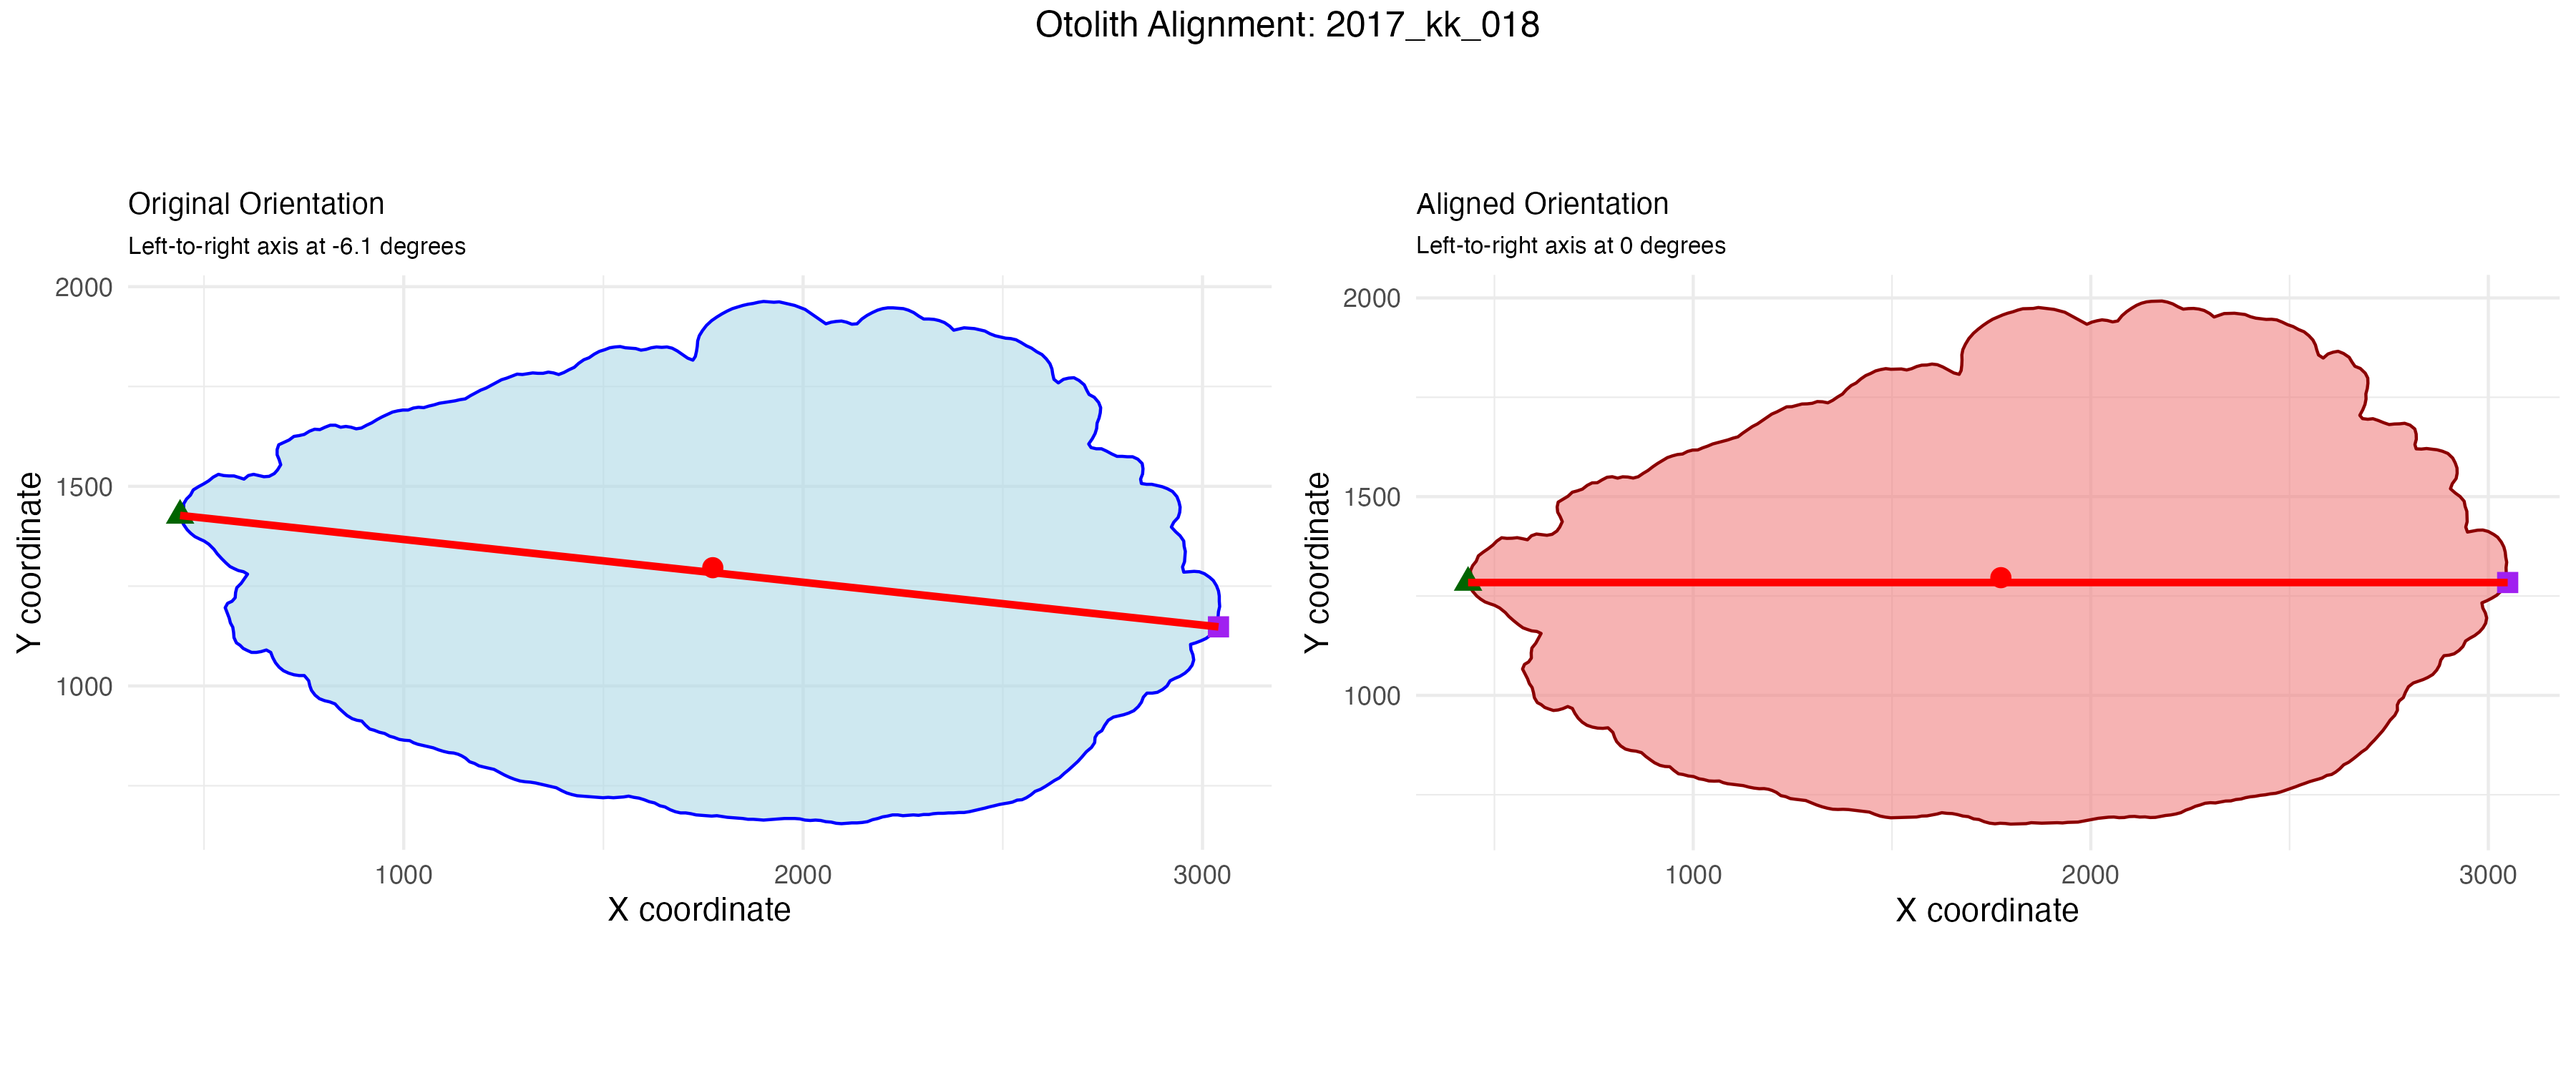 Otolith Alignment: 2017_kk_018
Original Orientation
Left-to-right axis at -6.1 degrees
2000
1500
1000
Y coordinate
1000
2000
3000
X coordinate
Aligned Orientation
Left-to-right axis at 0 degrees
2000
1500
1000
Y coordinate
1000
2000
3000
X coordinate